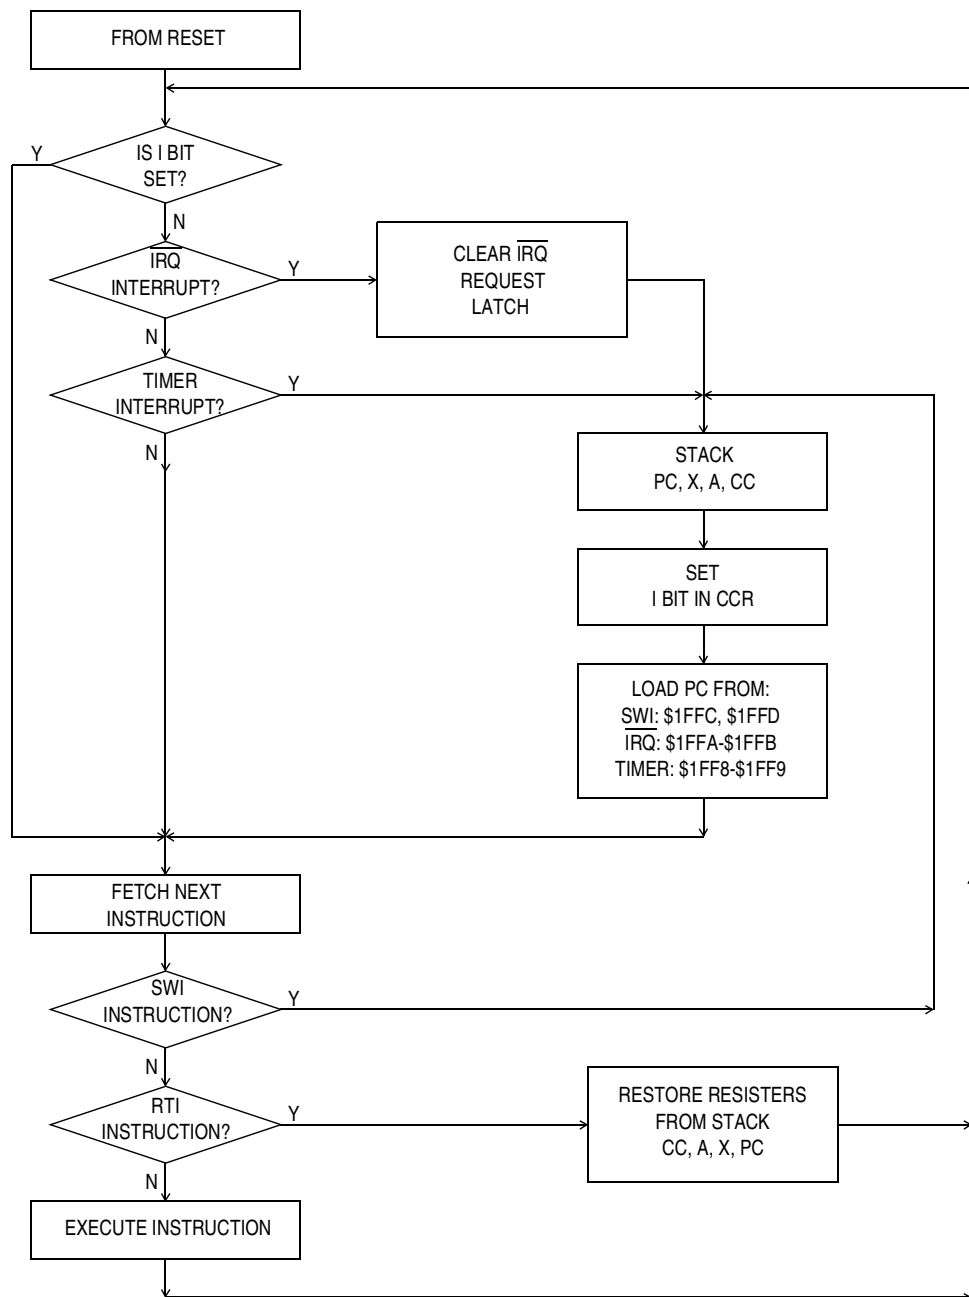 FROM RESET
Y
IS I BIT
SET?
N
IRQ
INTERRUPT?
Y
CLEAR IRQ
REQUEST
LATCH
N
TIMER
INTERRUPT?
Y
N
STACK
PC, X, A, CC
SET
I BIT IN CCR
LOAD PC FROM:
SWI: $1FFC, $1FFD
IRQ: $1FFA-$1FFB
TIMER: $1FF8-$1FF9
FETCH NEXT
INSTRUCTION
SWI
INSTRUCTION?
Y
N
RTI
INSTRUCTION?
Y
RESTORE RESISTERS
FROM STACK
CC, A, X, PC
N
EXECUTE INSTRUCTION